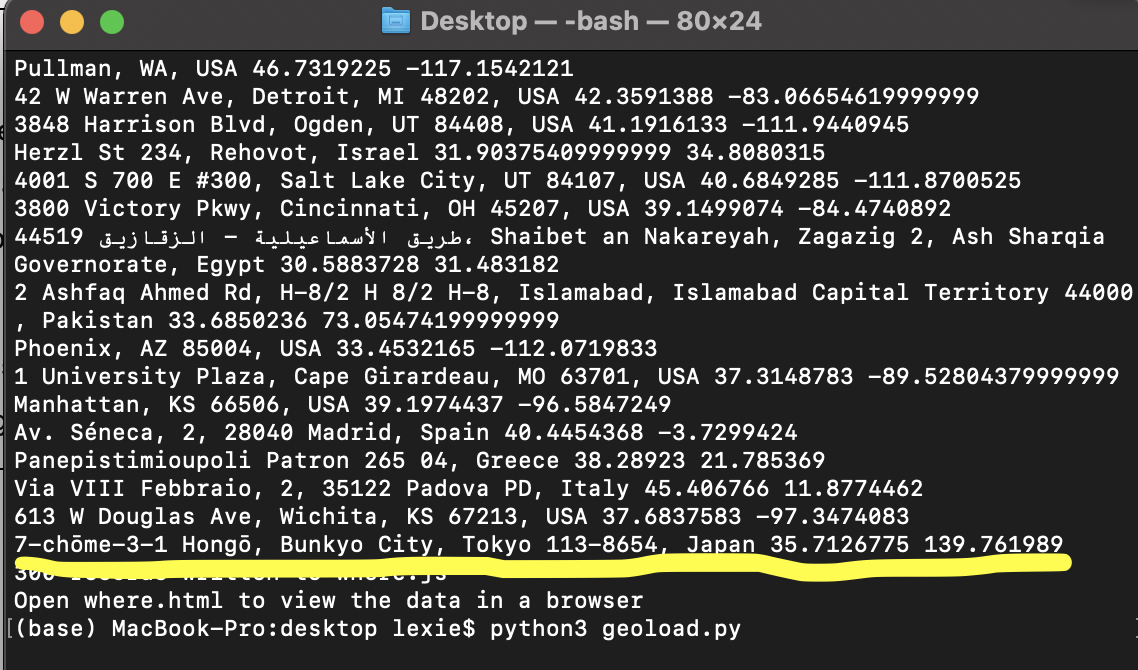 Desktop — -bash — 80×24
Pullman, WA, USA 46.7319225 -117.1542121
42 W Warren Ave, Detroit, MI 48202, USA 42.3591388 -83.06654619999999
3848 Harrison Blvd, Ogden, UT 84408, USA 41.1916133 -111.9440945
Herzl St 234, Rehovot, Israel 31.90375409999999 34.8080315
4001 S 700 E #300, Salt Lake City, UT 84107, USA 40.6849285 -111.8700525
3800 Victory Pkwy, Cincinnati, OH 45207, USA 39.1499074 -84.4740892
44519 طريق الأسماعيلية - الزقازيق، Shaibet an Nakareyah, Zagazig 2, Ash Sharqia
Governorate, Egypt 30.5883728 31.483182
2 Ashfaq Ahmed Rd, H-8/2 H 8/2 H-8, Islamabad, Islamabad Capital Territory 44000
, Pakistan 33.6850236 73.05474199999999
Phoenix, AZ 85004, USA 33.4532165 -112.0719833
1 University Plaza, Cape Girardeau, MO 63701, USA 37.3148783 -89.52804379999999
Manhattan, KS 66506, USA 39.1974437 -96.5847249
Av. Séneca, 2, 28040 Madrid, Spain 40.4454368 -3.7299424
Panepistimioupoli Patron 265 04, Greece 38.28923 21.785369
Via VIII Febbraio, 2, 35122 Padova PD, Italy 45.406766 11.8774462
613 W Douglas Ave, Wichita, KS 67213, USA 37.6837583 -97.3474083
7-chōme-3-1 Hongō, Bunkyo City, Tokyo 113-8654, Japan 35.7126775 139.761989
written to where.js
Open where.html to view the data in a browser
[(base) MacBook-Pro:desktop lexie$ python3 geoload.py